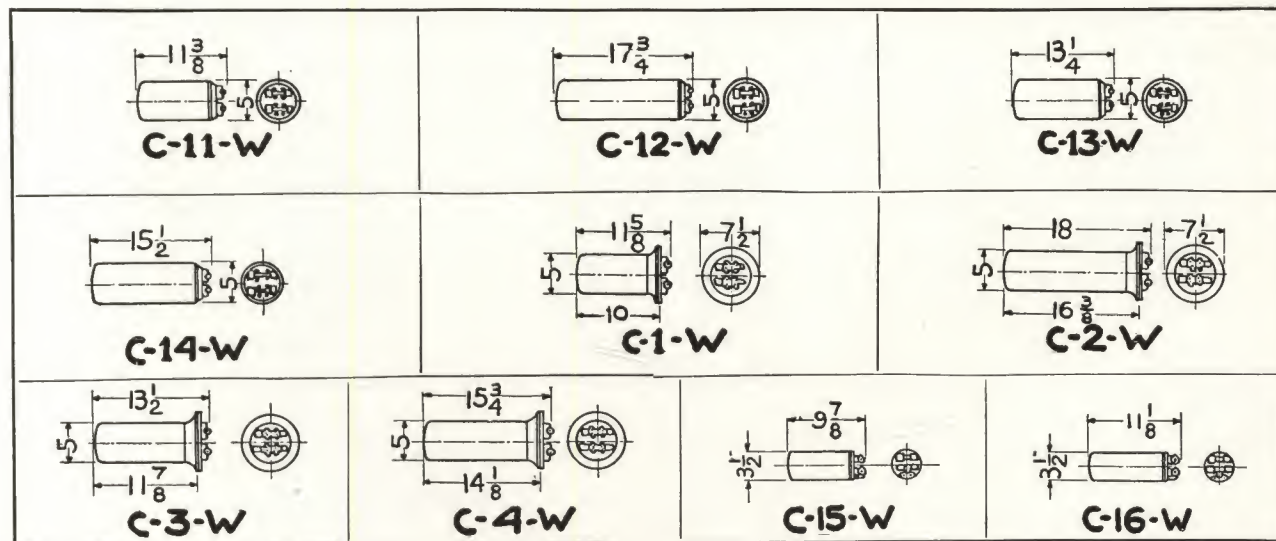 11 3/8
5
C-11-W
17 3/4
5
C-12-W
13 1/4
5
C-13-W
15 1/2
5
C-14-W
11 5/8
7 1/2
5
10
C-1-W
18
7 1/2
5
16 3/8
C-2-W
13 1/2
5
11 7/8
C-3-W
15 3/4
5
14 1/8
C-4-W
9 7/8
3 1/2
C-15-W
11 1/8
3 1/2
C-16-W